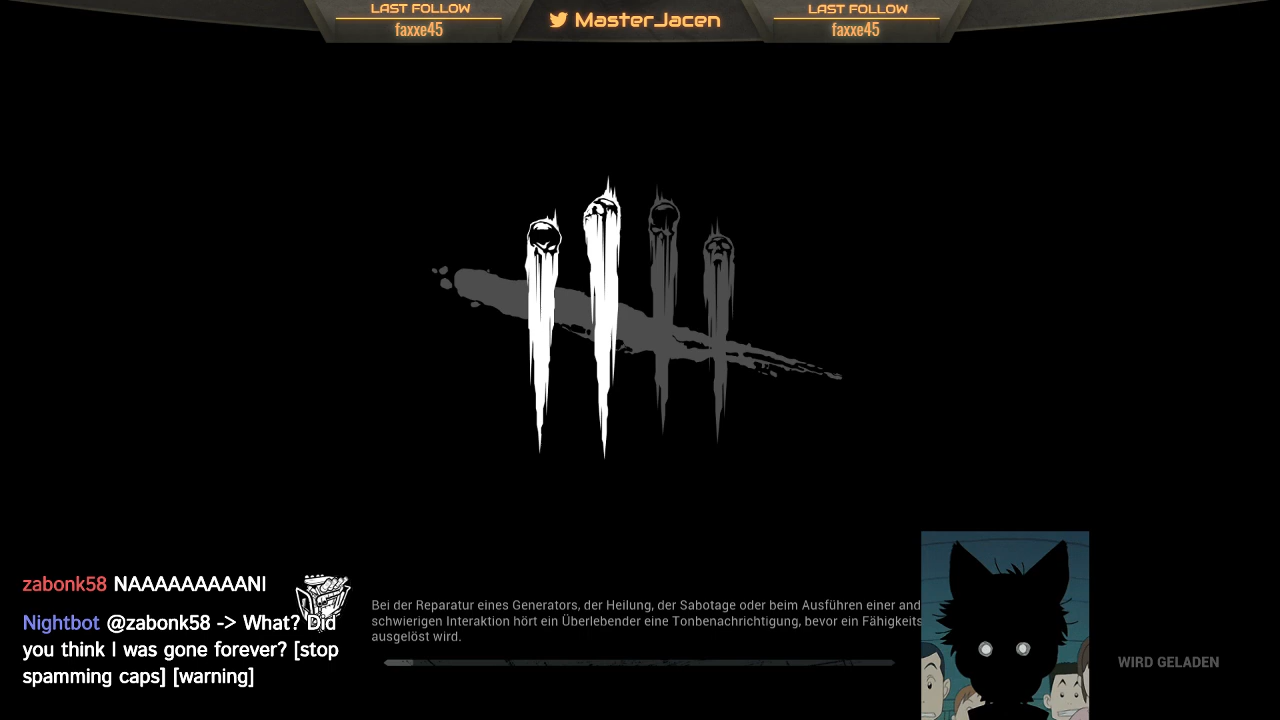 LAST FOLLOW
faxxe45
MasterJacen
LAST FOLLOW
faxxe45
zabonk58 NAAAAAAAAANI
Nightbot @zabonk58 -> What? Did
you think I was gone forever? [stop
spamming caps] [warning]
Bei der Reparatur eines Generators, der Heilung, der Sabotage oder beim Ausführen einer and
schwierigen Interaktion hört ein Überlebender eine Tonbenachrichtigung, bevor ein Fähigkeits
ausgelöst wird.
WIRD GELADEN